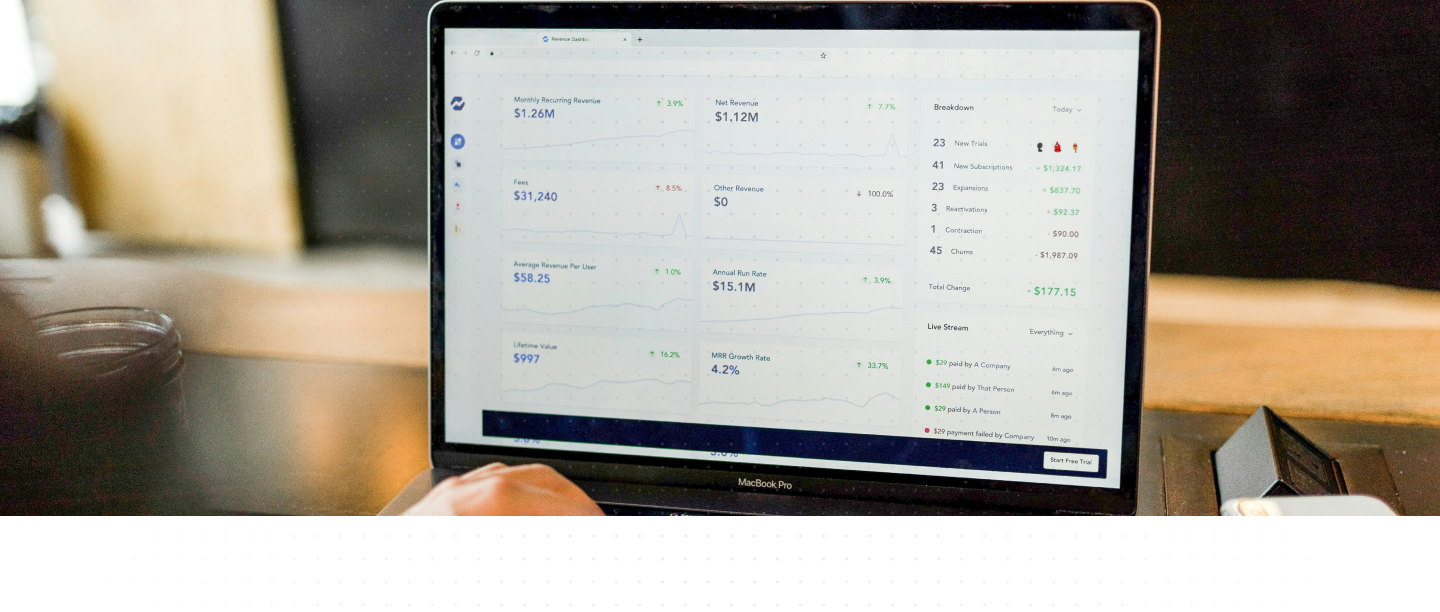 Revenue Dashb
Monthly Recurring Revenue
↑ 3.9%
$1.26M
Net Revenue
↑ 7.7%
$1.12M
Fees
↑ 8.5%
$31,240
Other Revenue
↓ 100.0%
$0
Average Revenue Per User
↑ 1.0%
$58.25
Annual Run Rate
↑ 3.9%
$15.1M
Lifetime Value
↑ 16.2%
$997
MRR Growth Rate
↑ 33.7%
4.2%
Breakdown
Today
23 New Trials
41 New Subscriptions + $1,324.17
23 Expansions + $837.70
3 Reactivations + $92.37
1 Contraction - $90.00
45 Churns - $1,987.09
Total Change + $177.15
Live Stream
Everything
$29 paid by A Company 6m ago
$149 paid by That Person 6m ago
$29 paid by A Person 8m ago
$29 payment failed by Company 10m ago
Start Free Trial
MacBook Pro